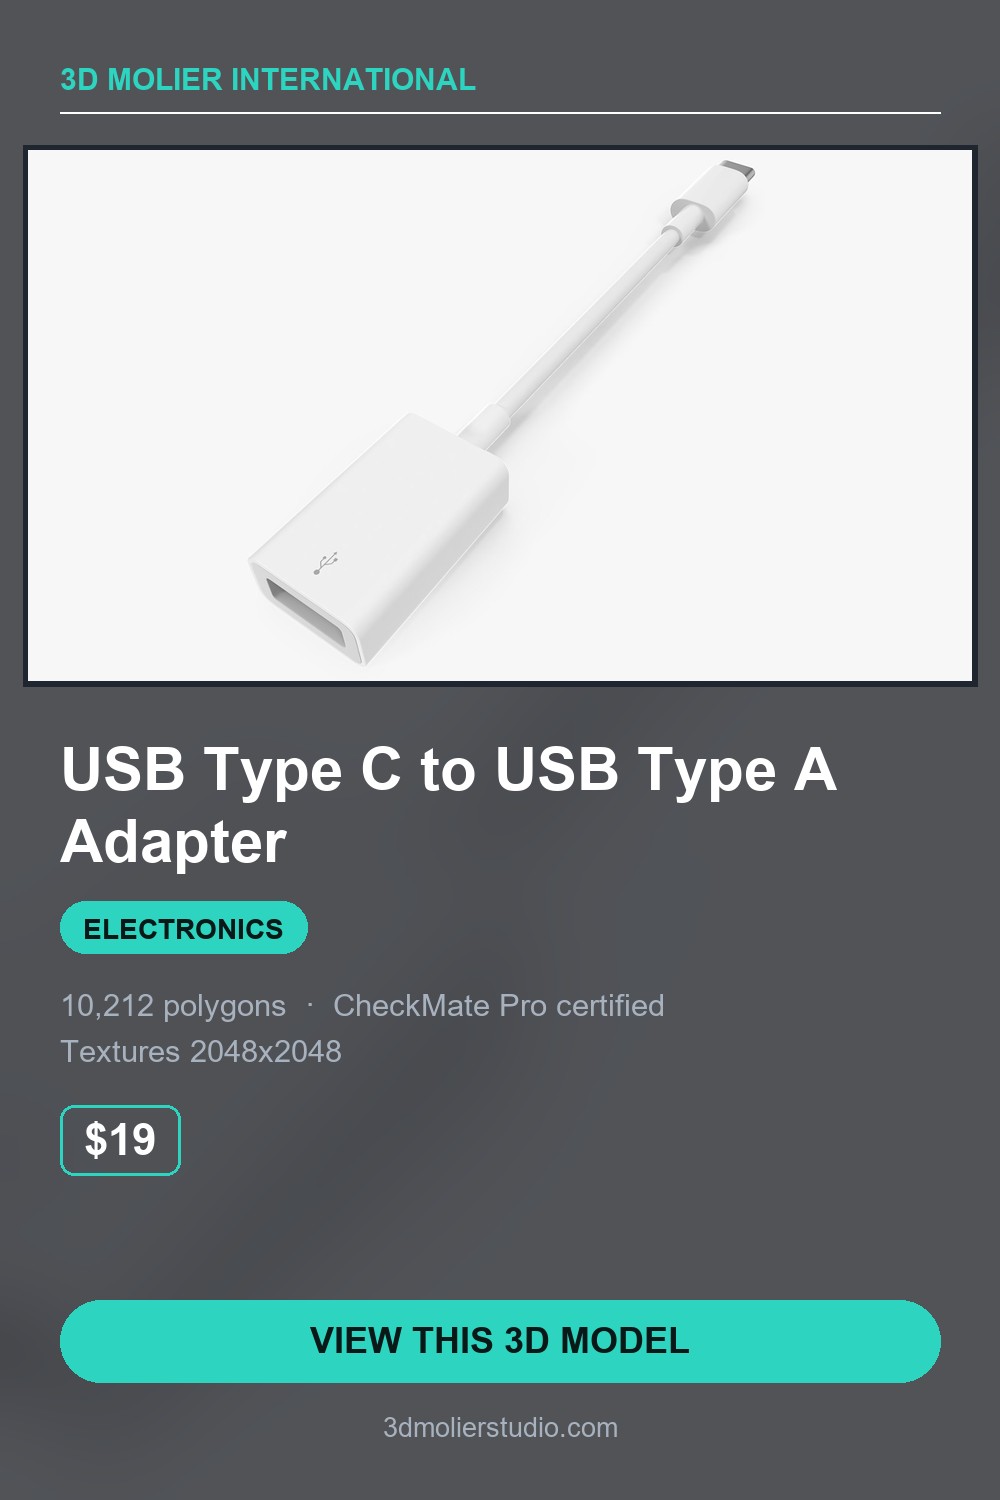 3D MOLIER INTERNATIONAL
USB Type C to USB Type A
Adapter
ELECTRONICS
10,212 polygons · CheckMate Pro certified
Textures 2048x2048
$19
VIEW THIS 3D MODEL
3dmolierstudio.com